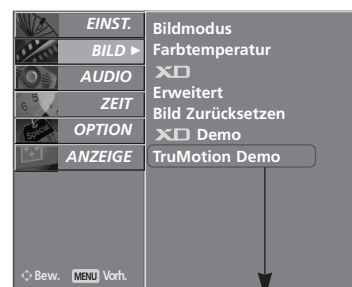 EINST.
BILD ►
AUDIO
ZEIT
OPTION
ANZEIGE
Bildmodus
Farbtemperatur
XD
Erweitert
Bild Zurücksetzen
XD Demo
TruMotion Demo
Bew. MENU Vorh.